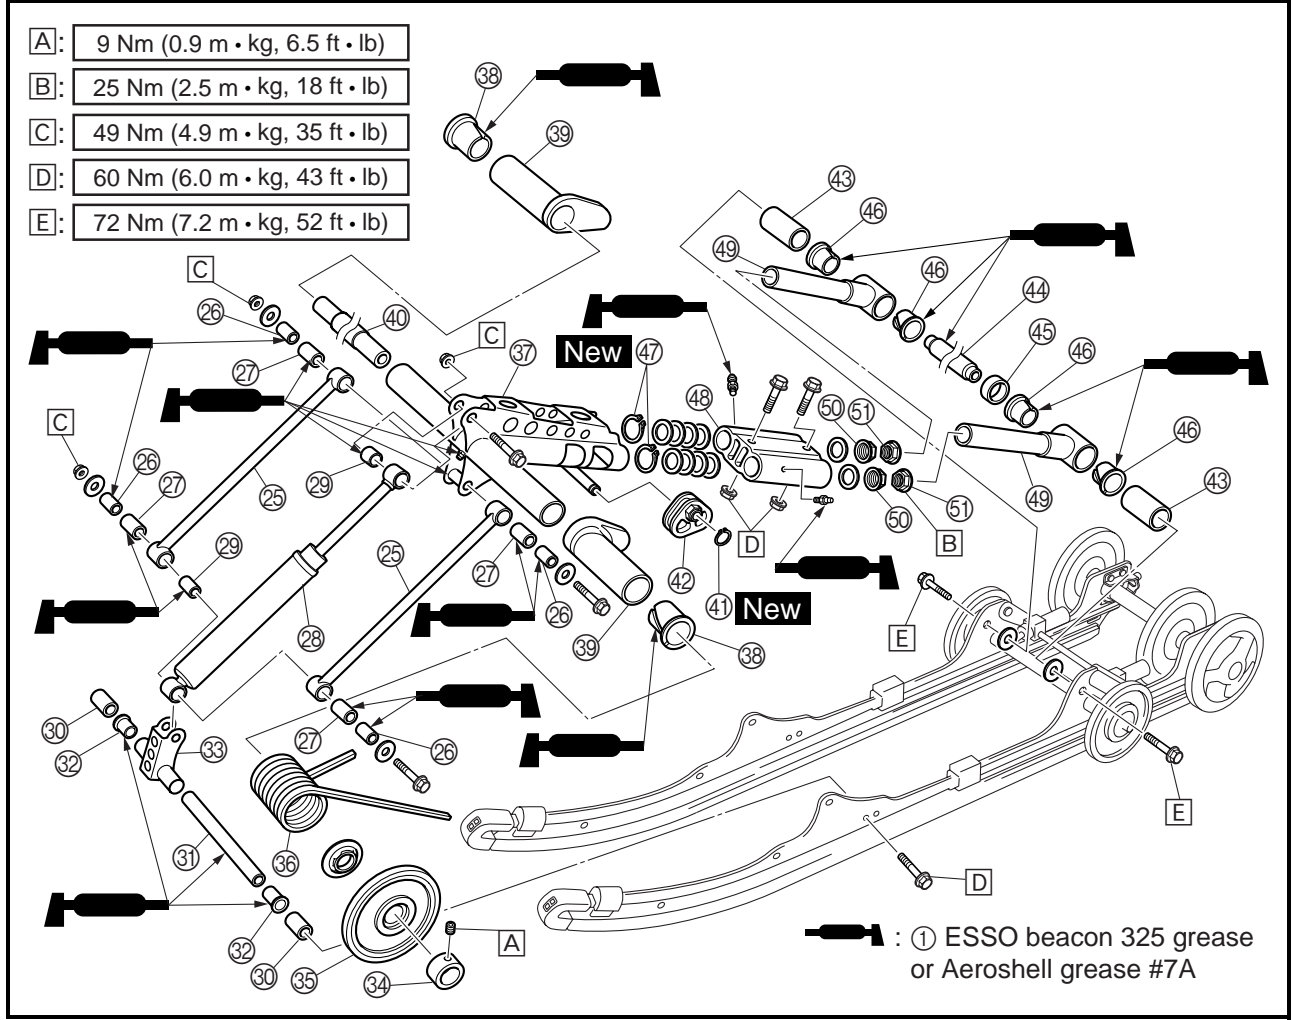 A: 9 Nm (0.9 m • kg, 6.5 ft • lb)
B: 25 Nm (2.5 m • kg, 18 ft • lb)
C: 49 Nm (4.9 m • kg, 35 ft • lb)
D: 60 Nm (6.0 m • kg, 43 ft • lb)
E: 72 Nm (7.2 m • kg, 52 ft • lb)
38
39
43
46
49
46
44
45
46
C
26
40
C
37
New
47
27
48
50
51
C
26
27
25
29
46
43
49
29
25
27
26
42
D
50
51
B
41
New
39
38
E
28
30
32
33
27
26
31
36
E
D
32
30
35
34
A
: ① ESSO beacon 325 grease
or Aeroshell grease #7A